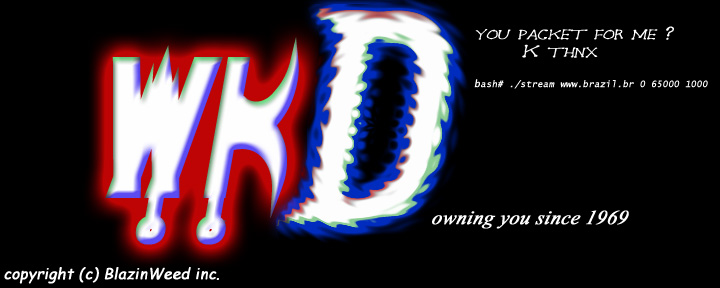 WKD
YOU PACKET FOR ME ?
K THNX
bash# ./stream www.brazil.br 0 65000 1000
owning you since 1969
copyright (c) BlazinWeed inc.